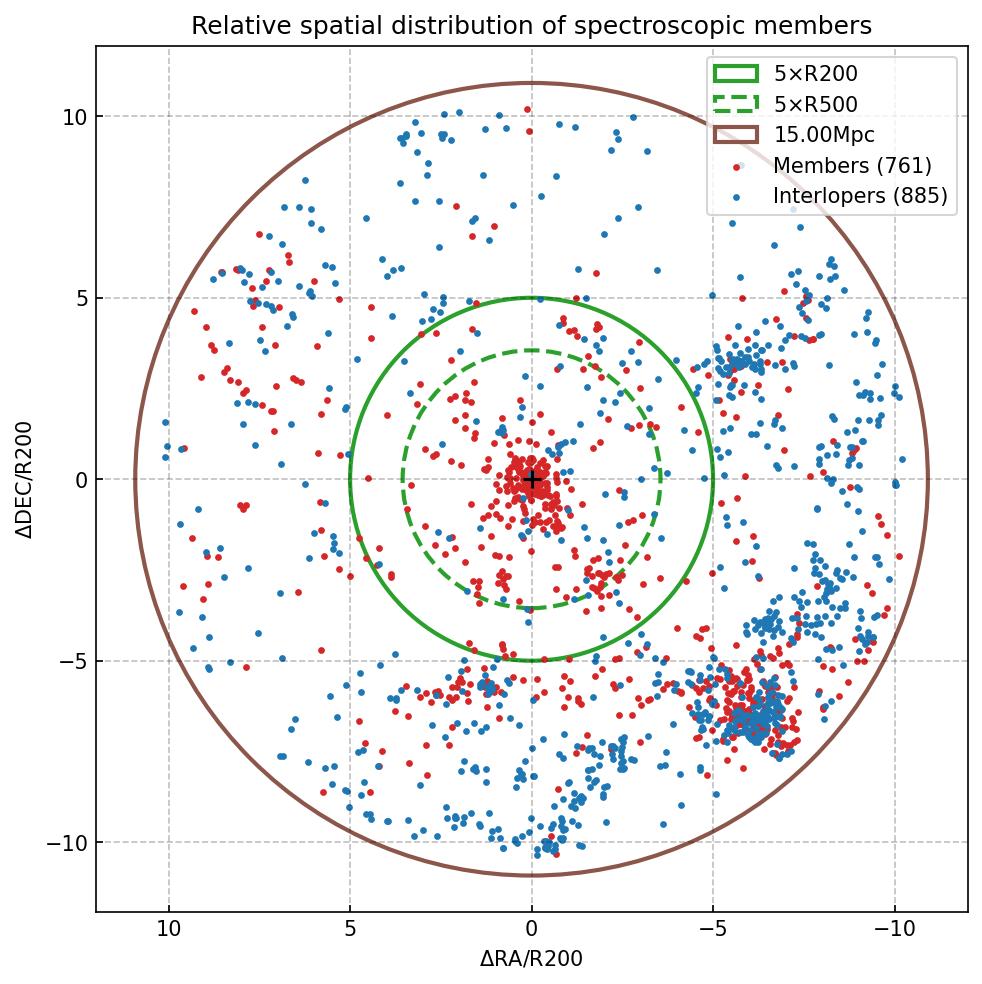 Relative spatial distribution of spectroscopic members
5×R200
5×R500
15.00Mpc
Members (761)
Interlopers (885)
10
5
0
−5
−10
ΔDEC/R200
10
5
0
−5
−10
ΔRA/R200